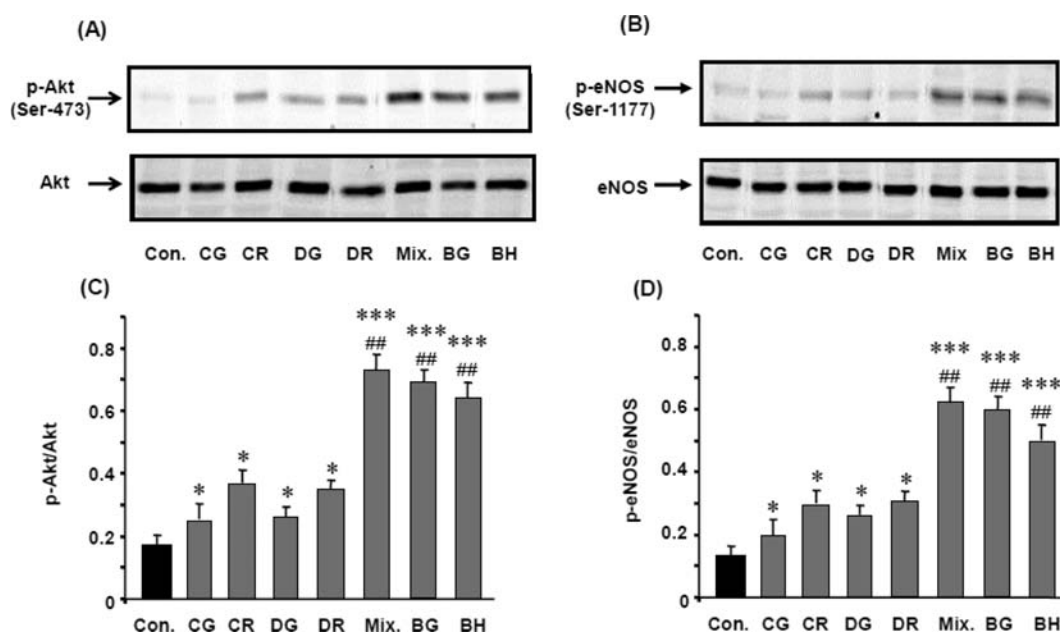 (A)
p-Akt
(Ser-473)
Akt
Con. CG CR DG DR Mix. BG BH
(B)
p-eNOS
(Ser-1177)
eNOS
Con. CG CR DG DR Mix BG BH
(C)
p-Akt/Akt
0.8
0.6
0.4
0.2
0
* * * * *** *** ***
## ## ##
Con. CG CR DG DR Mix. BG BH
(D)
p-eNOS/eNOS
0.8
0.6
0.4
0.2
0
* * * * *** *** ***
## ## ##
Con. CG CR DG DR Mix. BG BH